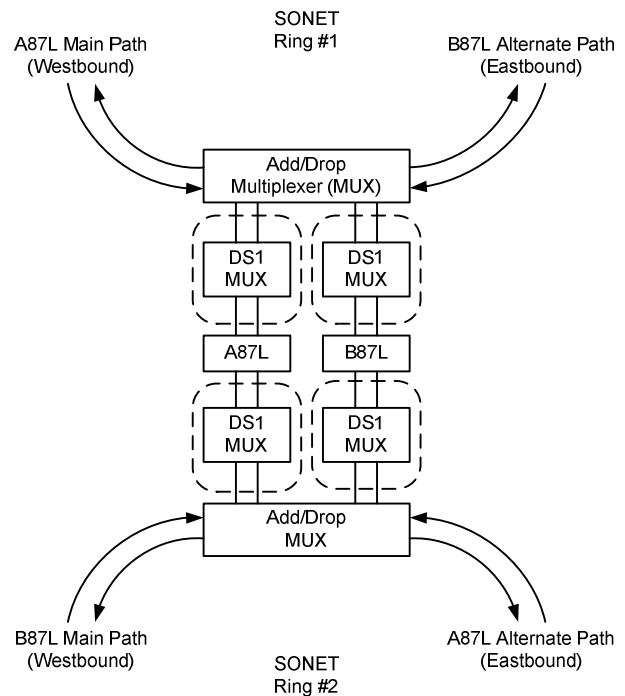 SONET
Ring #1
A87L Main Path
(Westbound)
B87L Alternate Path
(Eastbound)
Add/Drop
Multiplexer (MUX)
DS1
MUX
DS1
MUX
A87L
B87L
DS1
MUX
DS1
MUX
Add/Drop
MUX
B87L Main Path
(Westbound)
A87L Alternate Path
(Eastbound)
SONET
Ring #2